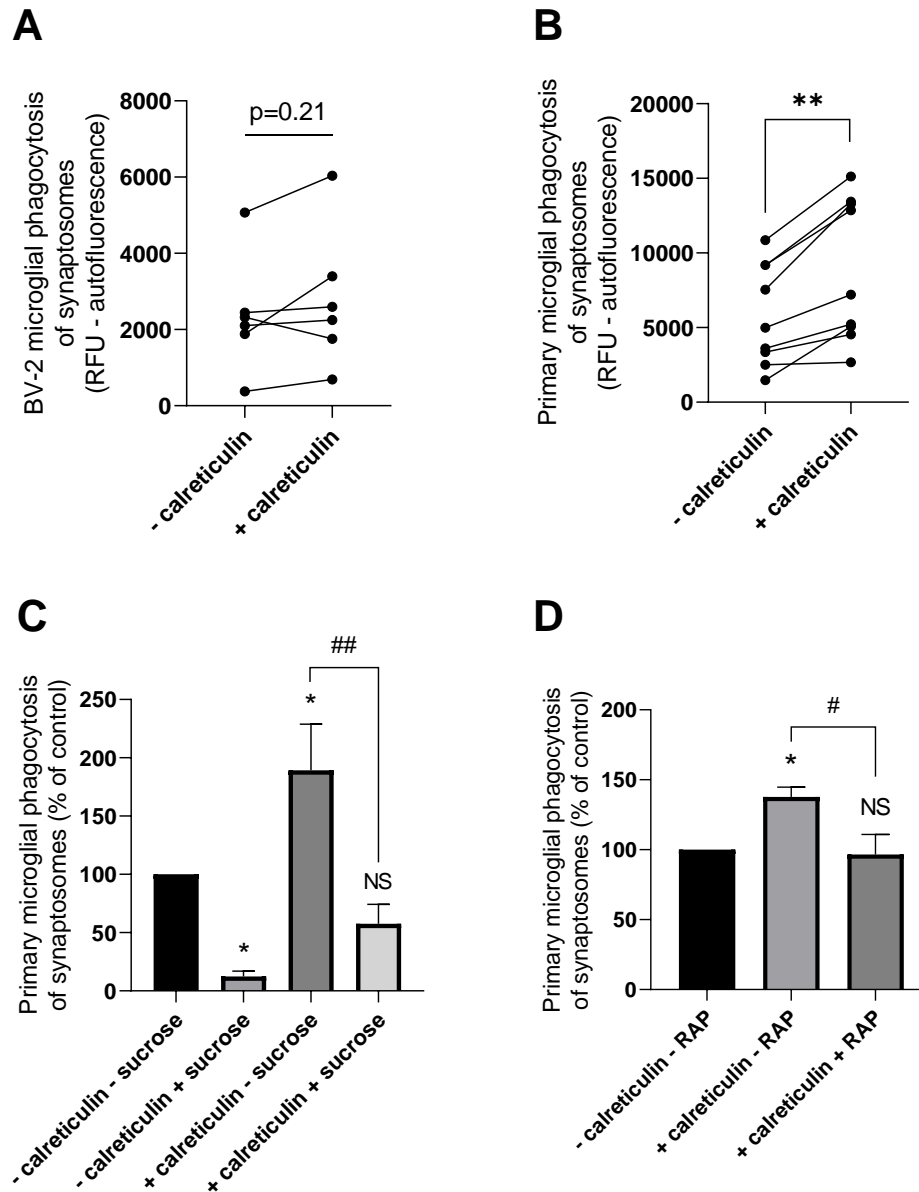 A
BV-2 microglial phagocytosis
of synaptosomes
(RFU - autofluorescence)
8000
6000
4000
2000
0
p=0.21
- calreticulin
+ calreticulin
B
Primary microglial phagocytosis
of synaptosomes
(RFU - autofluorescence)
20000
15000
10000
5000
0
**
- calreticulin
+ calreticulin
C
Primary microglial phagocytosis
of synaptosomes (% of control)
250
200
150
100
50
0
##
*
*
NS
- calreticulin - sucrose
- calreticulin + sucrose
+ calreticulin - sucrose
+ calreticulin + sucrose
D
Primary microglial phagocytosis
of synaptosomes (% of control)
200
150
100
50
0
#
*
NS
- calreticulin - RAP
+ calreticulin - RAP
+ calreticulin + RAP